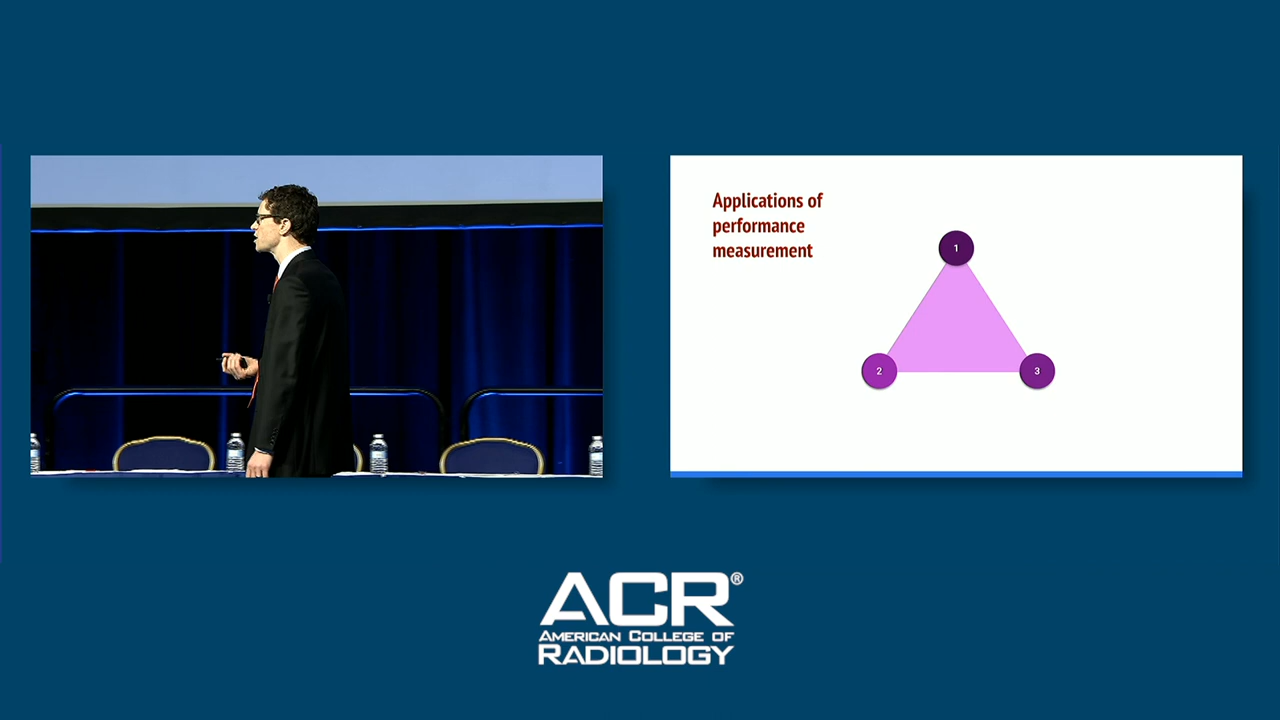 Applications of
performance
measurement
1
2
3
ACR®
AMERICAN COLLEGE OF
RADIOLOGY